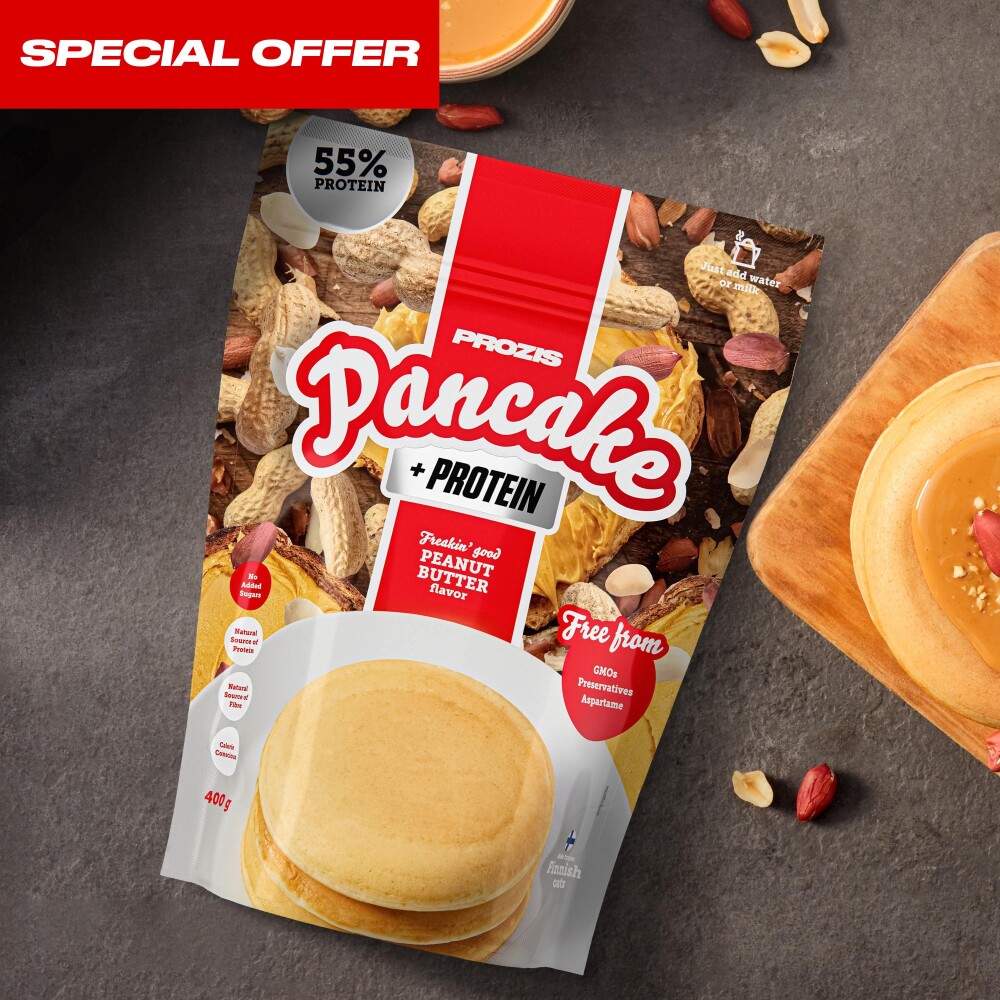 SPECIAL OFFER
55%
PROTEIN
Just add water
or milk
PROZIS
Pancake
+ PROTEIN
Freakin' good
PEANUT
BUTTER
flavor
No
Added
Sugars
Natural
Source of
Protein
Natural
Source of
Fibre
Calorie
Conscious
400 g
Free from
GMOs
Preservatives
Aspartame
Finnish
oats